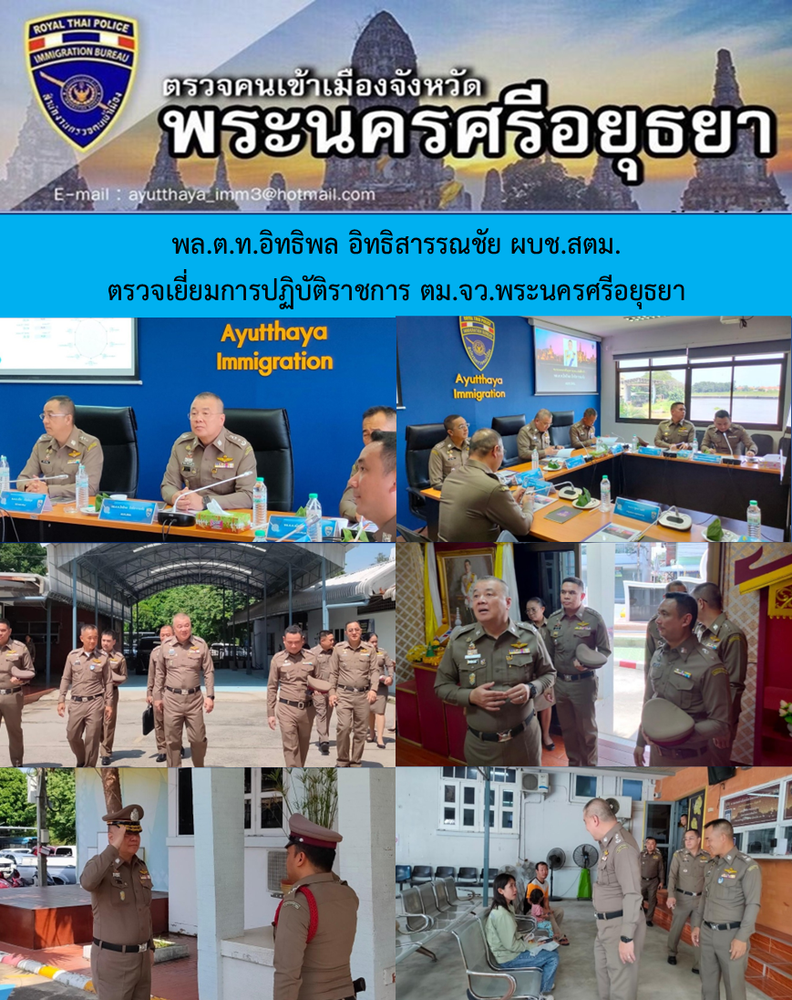 ROYAL THAI POLICE
IMMIGRATION BUREAU
สำนักงานตรวจคนเข้าเมือง
ตรวจคนเข้าเมืองจังหวัด
พระนครศรีอยุธยา
E-mail : ayutthaya_imm3@hotmail.com
พล.ต.ท.อิทธิพล อิทธิสารรณชัย ผบช.สตม.
ตรวจเยี่ยมการปฏิบัติราชการ ตม.จว.พระนครศรีอยุธยา
Ayutthaya
Immigration
Ayutthaya
Immigration